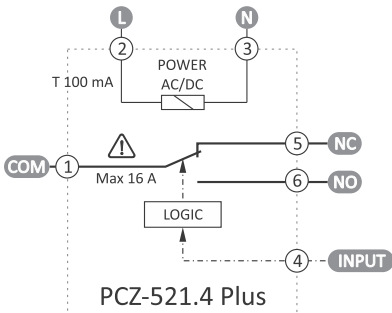 L N
2 3
POWER
T 100 mA AC/DC
5 NC
COM 1
Max 16 A
6 NO
LOGIC
4 INPUT
PCZ-521.4 Plus